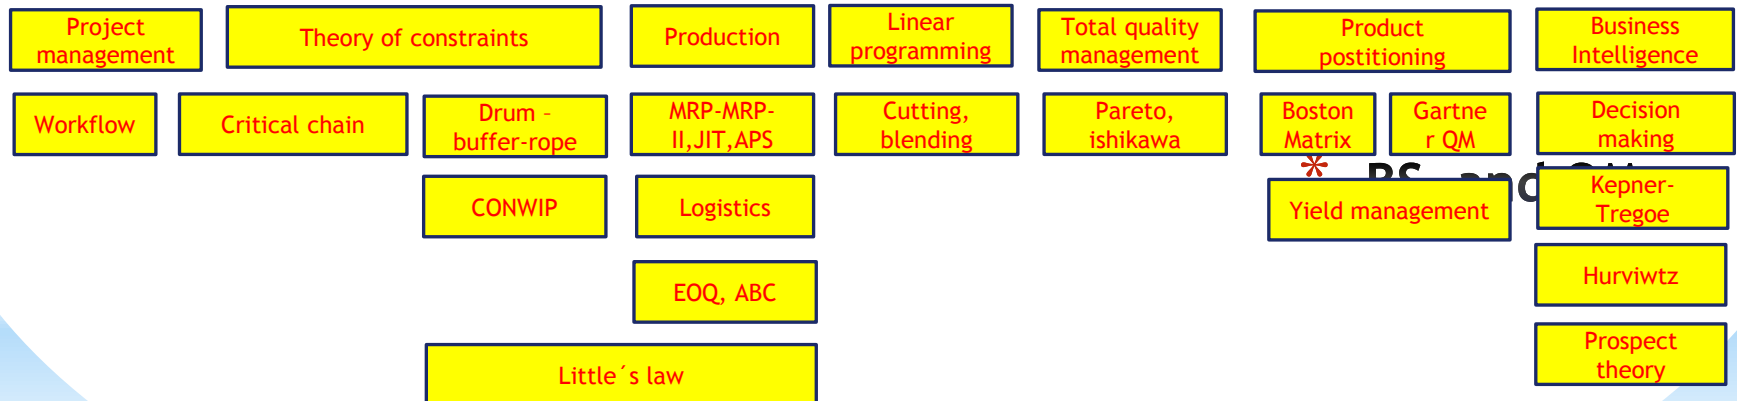 Project
management
Theory of constraints
Production
Linear
programming
Total quality
management
Product
postitioning
Business
Intelligence
Workflow
Critical chain
Drum –
buffer-rope
MRP-MRP-
II,JIT,APS
Cutting,
blending
Pareto,
ishikawa
Boston
Matrix
Gartne
r QM
Decision
making
* BS and
CONWIP
Logistics
Yield management
Kepner-
Tregoe
EOQ, ABC
Hurviwtz
Little´s law
Prospect
theory